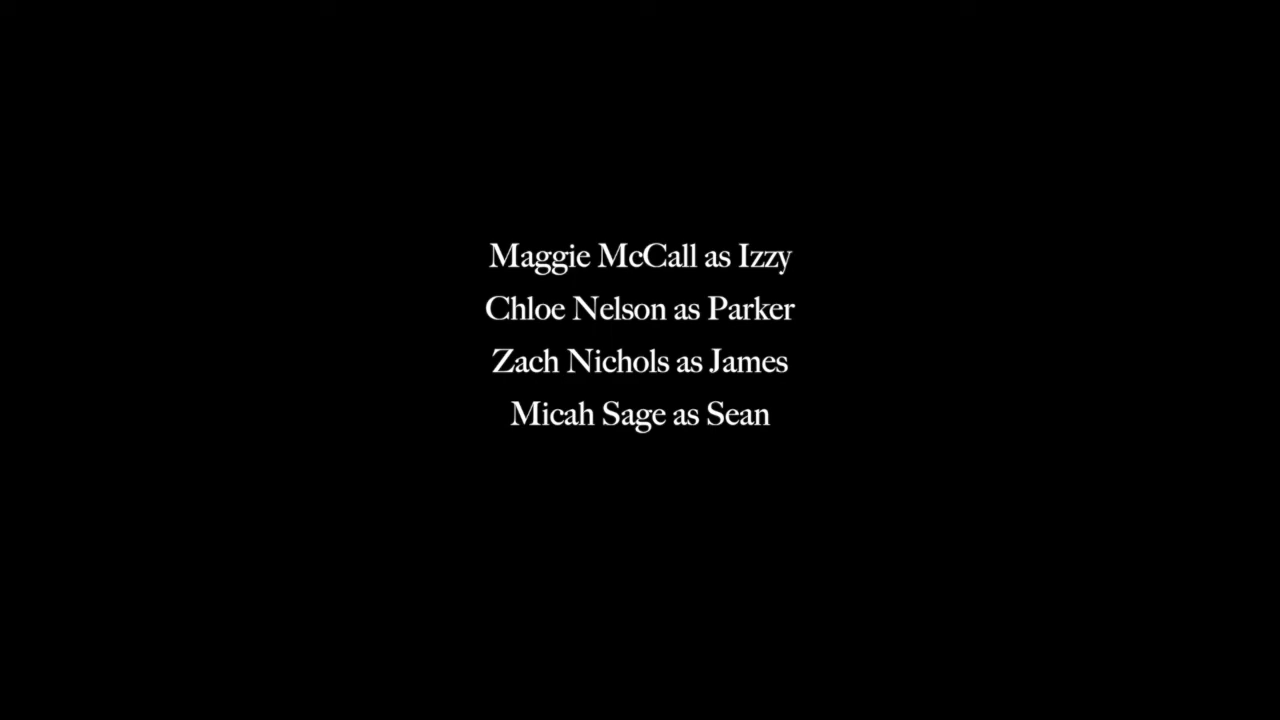 Maggie McCall as Izzy
Chloe Nelson as Parker
Zach Nichols as James
Micah Sage as Sean